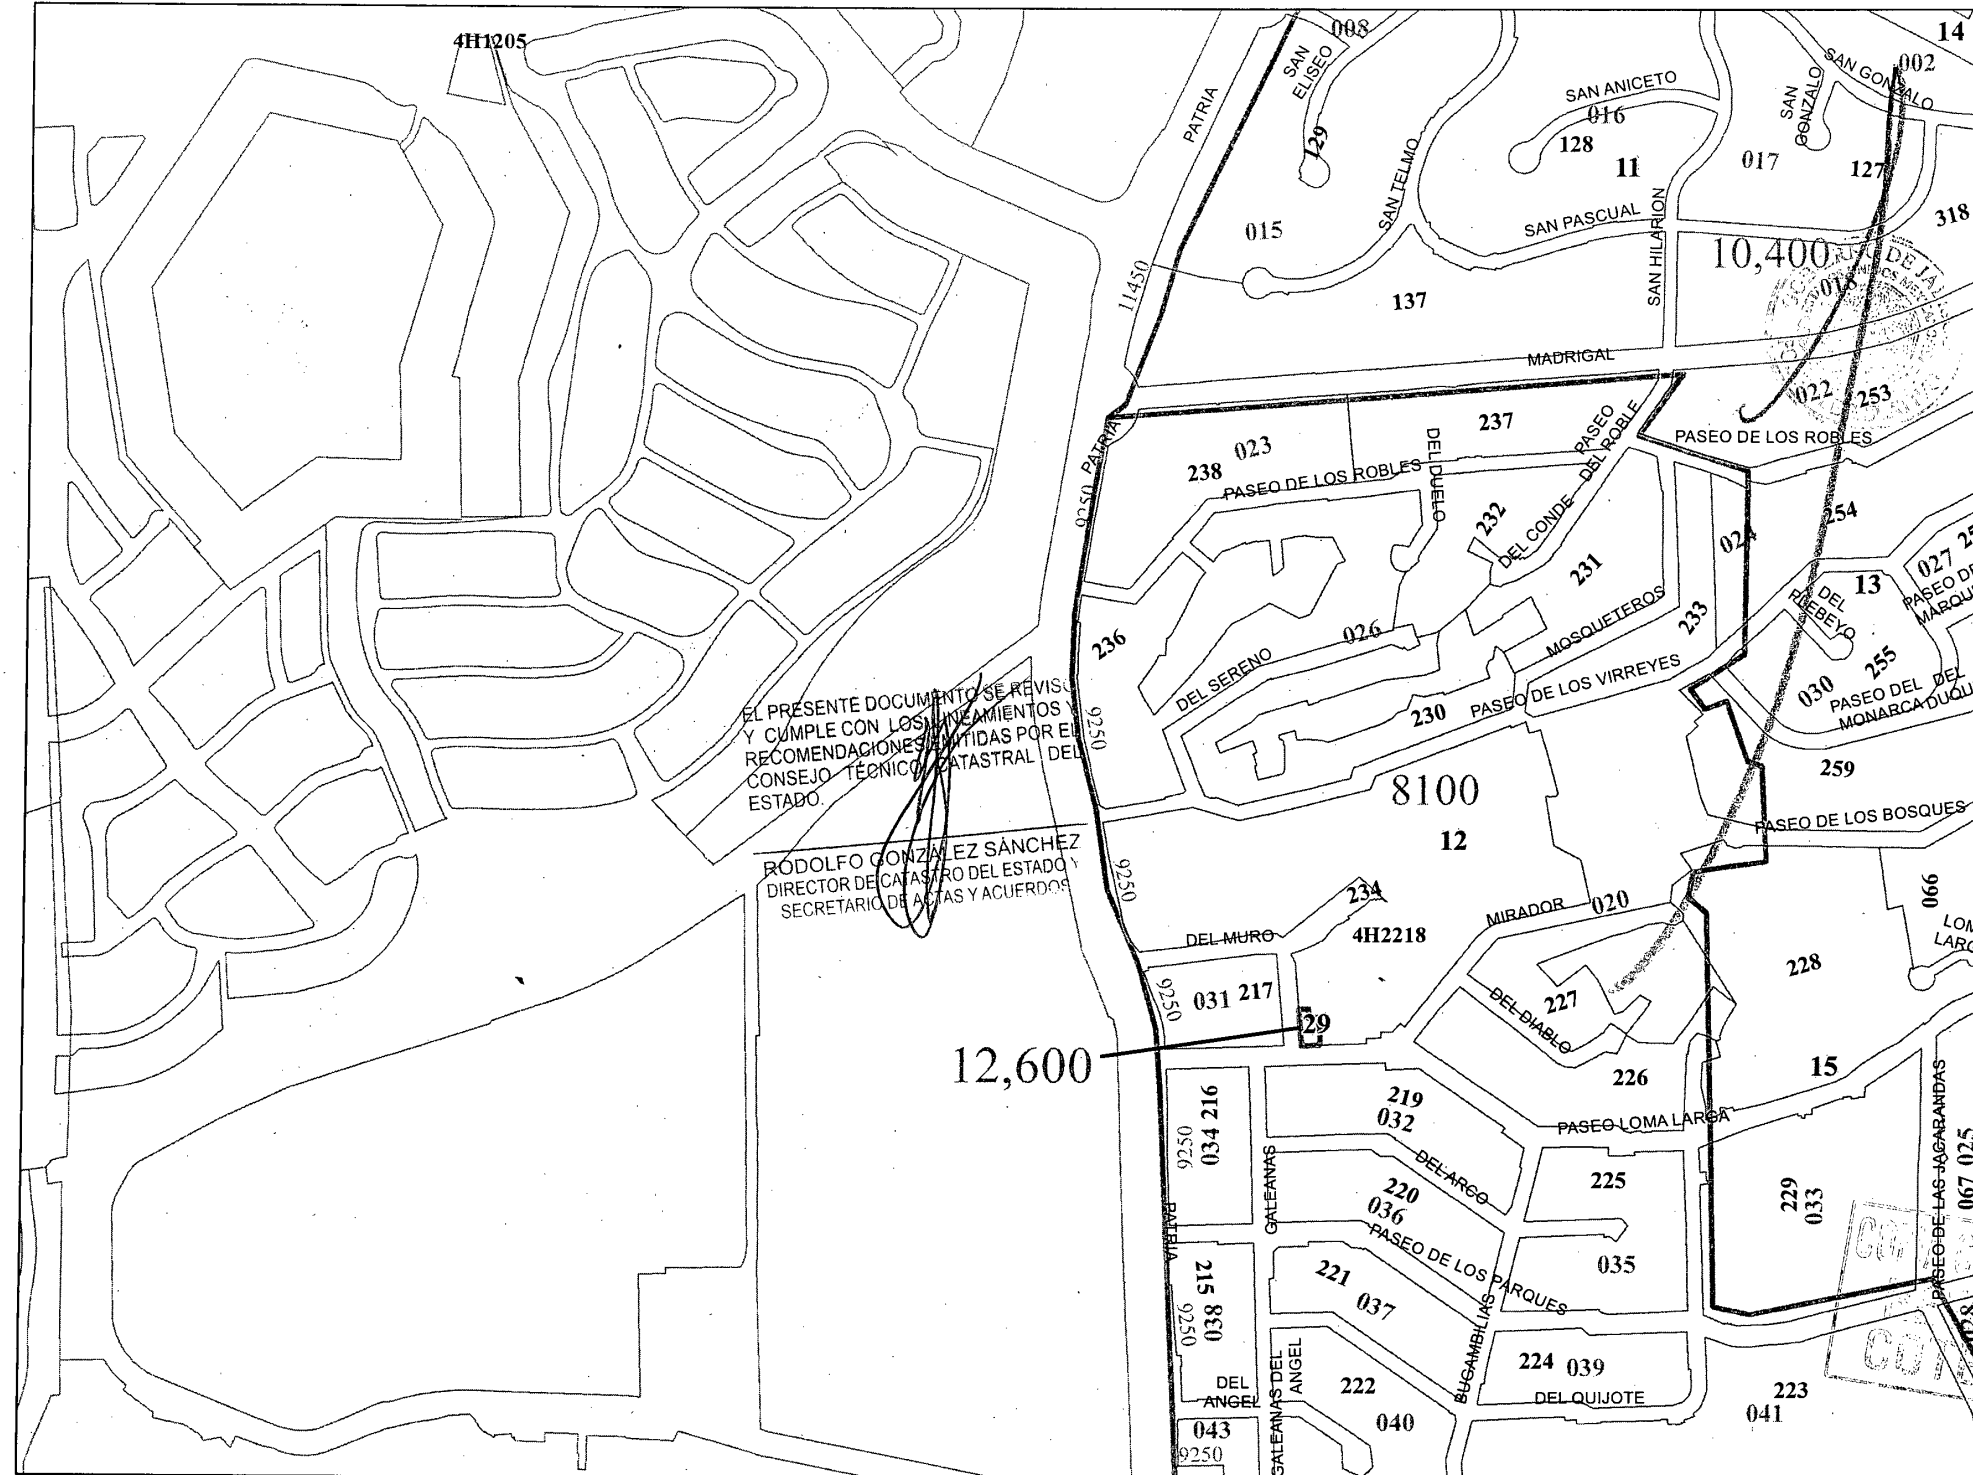 4H1205
008
14
002
SAN
ELISEO
SAN GONZALO
SAN
GONZALO
PATRIA
SAN ANICETO
016
128
129
11
017
127
SAN TELMO
SAN PASCUAL
SAN HILARION
318
015
10,400
11450
137
MADRIGAL
022
253
237
PASEO
DEL ROBLE
PASEO DE LOS ROBLES
PATRIA
023
238
PASEO DE LOS ROBLES
DEL DUELO
9250
232
DEL CONDE
024
254
231
027
13
PASEO DE
DEL
PLEBEYO
MOSQUETEROS
233
026
236
255
030
DEL SERENO
PASEO DE LOS VIRREYES
230
PASEO DEL
MONARCA
DEL
EL PRESENTE DOCUMENTO SE REVISO
Y CUMPLE CON LOS LINEAMIENTOS Y
RECOMENDACIONES EMITIDAS POR EL
CONSEJO TÉCNICO CATASTRAL DEL
ESTADO.
9250
259
8100
12
PASEO DE LOS BOSQUES
RODOLFO GONZÁLEZ SÁNCHEZ
DIRECTOR DE CATASTRO DEL ESTADO Y
SECRETARIO DE ACTAS Y ACUERDOS
9250
234
066
MIRADOR
020
DEL MURO
4H2218
228
9250
031 217
227
DEL DIABLO
29
12,600
226
15
219
032
216
034
9250
PASEO LOMA LARGA
GALEANAS
DEL ARCO
225
220
036
229
033
PASEO DE LAS JACARANDAS
025
067
PATRIA
PASEO DE LOS PARQUES
035
215
038
9250
221
037
BUGAMBILIAS
028
224 039
DEL
ANGEL
GALEANAS DEL
ANGEL
222
DEL QUIJOTE
223
041
040
043
9250